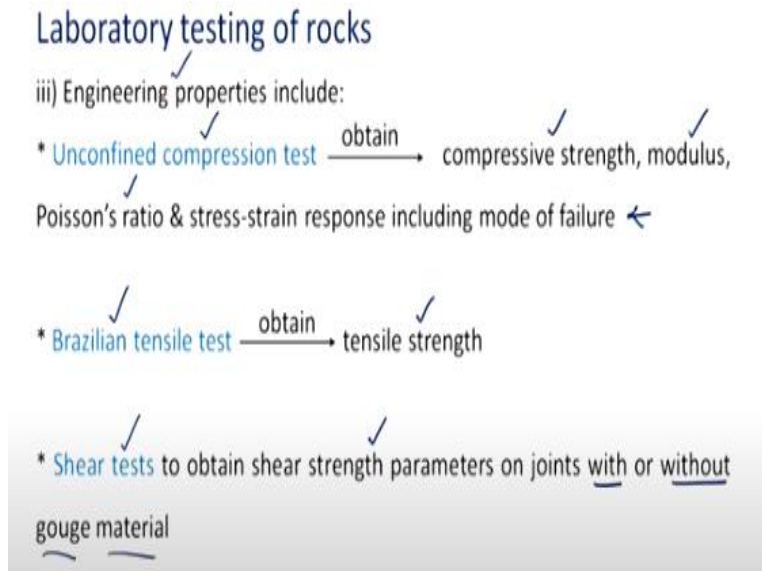 Laboratory testing of rocks
iii) Engineering properties include:
* Unconfined compression test obtain compressive strength, modulus,
Poisson's ratio & stress-strain response including mode of failure
* Brazilian tensile test obtain tensile strength
* Shear tests to obtain shear strength parameters on joints with or without
gouge material